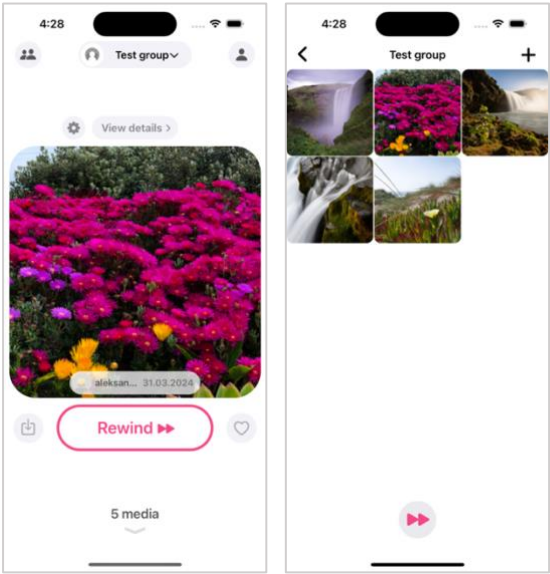 4:28
Test group
View details >
aleksan... 31.03.2024
Rewind
5 media
4:28
Test group